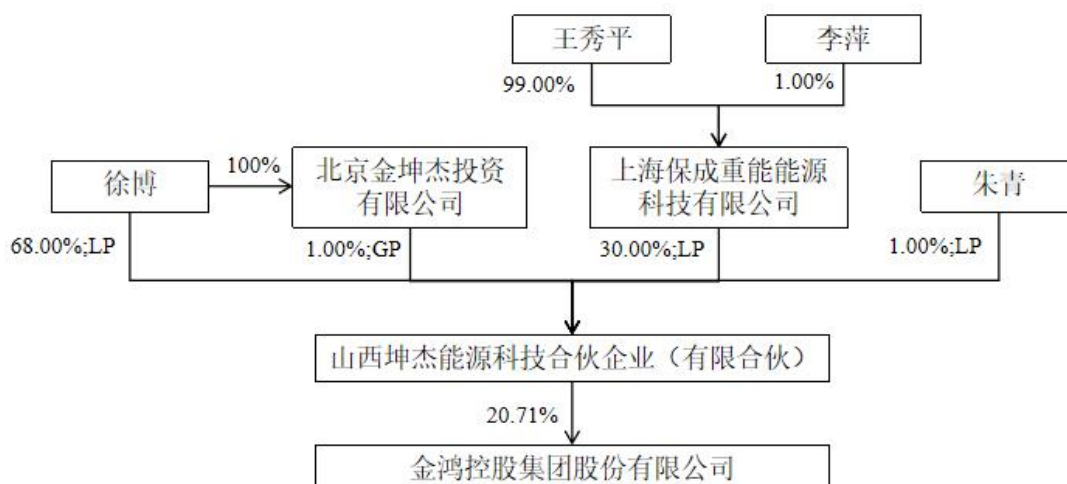 王秀平
李萍
99.00%
1.00%
徐博
100%
北京金坤杰投资
有限公司
上海保成重能能源
科技有限公司
朱青
68.00%;LP
1.00%;GP
30.00%;LP
1.00%;LP
山西坤杰能源科技合伙企业（有限合伙）
20.71%
金鸿控股集团股份有限公司